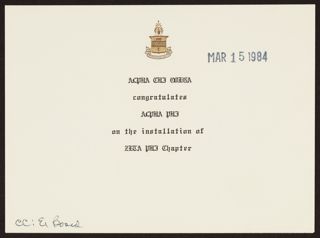 MAR 15 1984
ALPHA CHI OMEGA
congratulates
ALPHA PHI
on the installation of
ZETA PHI Chapter
CC: Ex Board